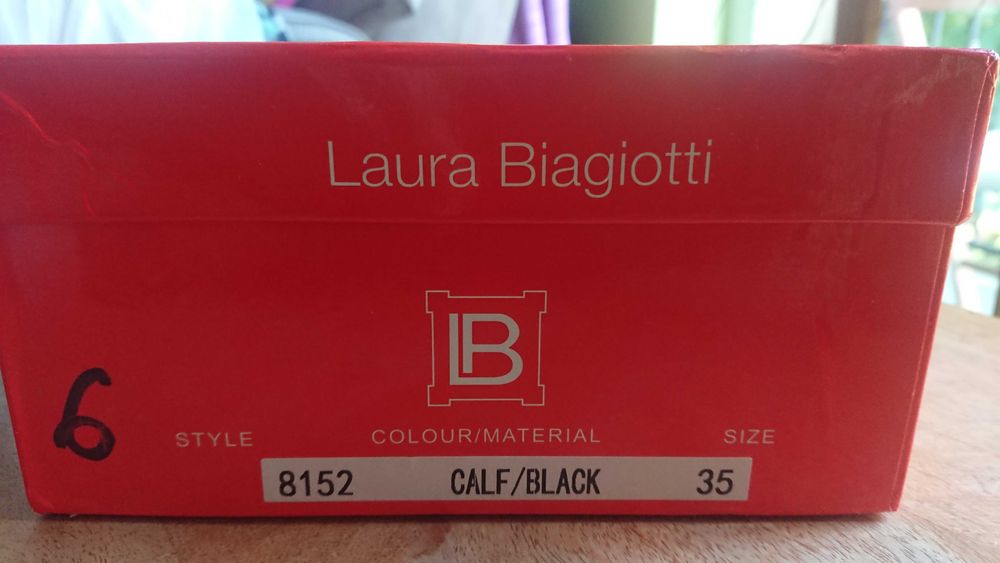 Laura Biagiotti
LB
6
STYLE COLOUR/MATERIAL SIZE
8152 CALF/BLACK 35